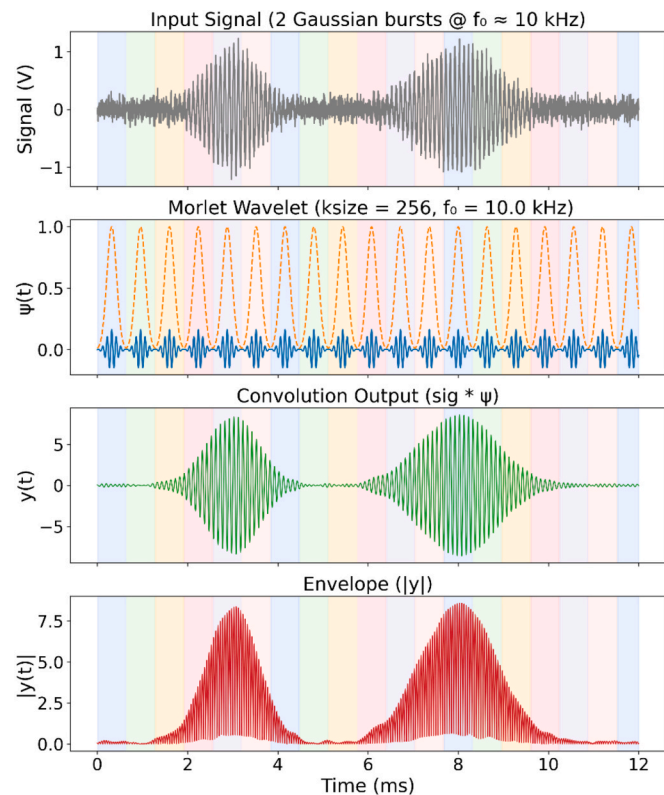 Input Signal (2 Gaussian bursts @ f₀ ≈ 10 kHz)
Signal (V)
1
0
−1
Morlet Wavelet (ksize = 256, f₀ = 10.0 kHz)
ψ(t)
1.0
0.5
0.0
Convolution Output (sig * ψ)
y(t)
5
0
−5
Envelope (|y|)
|y(t)|
7.5
5.0
2.5
0.0
0 2 4 6 8 10 12
Time (ms)